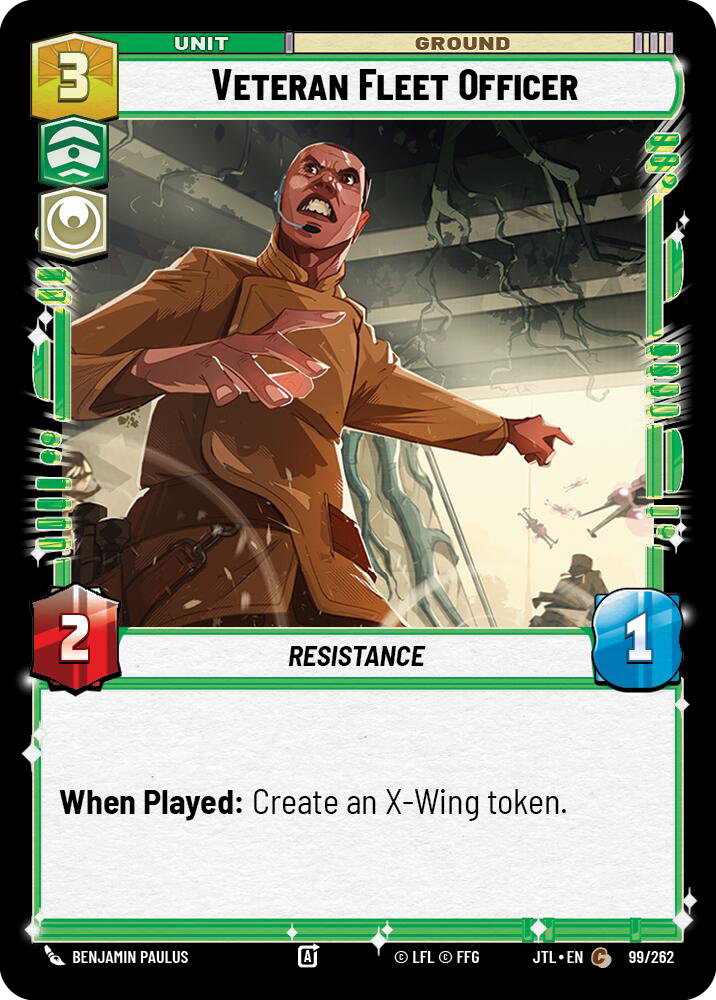 UNIT
GROUND
3
VETERAN FLEET OFFICER
2
RESISTANCE
1
When Played: Create an X-Wing token.
BENJAMIN PAULUS
A
© LFL © FFG
JTL • EN
C
99/262